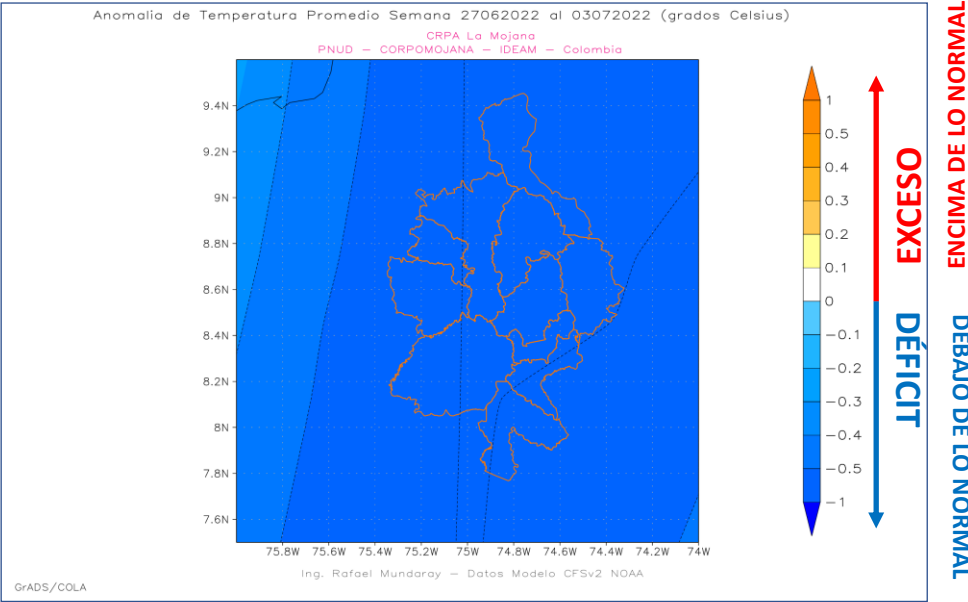 Anomalia de Temperatura Promedio Semana 27062022 al 03072022 (grados Celsius)
CRPA La Mojana
PNUD – CORPOMOJANA – IDEAM – Colombia
9.4N
9.2N
9N
8.8N
8.6N
8.4N
8.2N
8N
7.8N
7.6N
75.8W 75.6W 75.4W 75.2W 75W 74.8W 74.6W 74.4W 74.2W 74W
Ing. Rafael Mundaray – Datos Modelo CFSv2 NOAA
GrADS/COLA
1
0.5
0.4
0.3
0.2
0.1
0
−0.1
−0.2
−0.3
−0.4
−0.5
−1
EXCESO
DÉFICIT
ENCIMA DE LO NORMAL
DEBAJO DE LO NORMAL